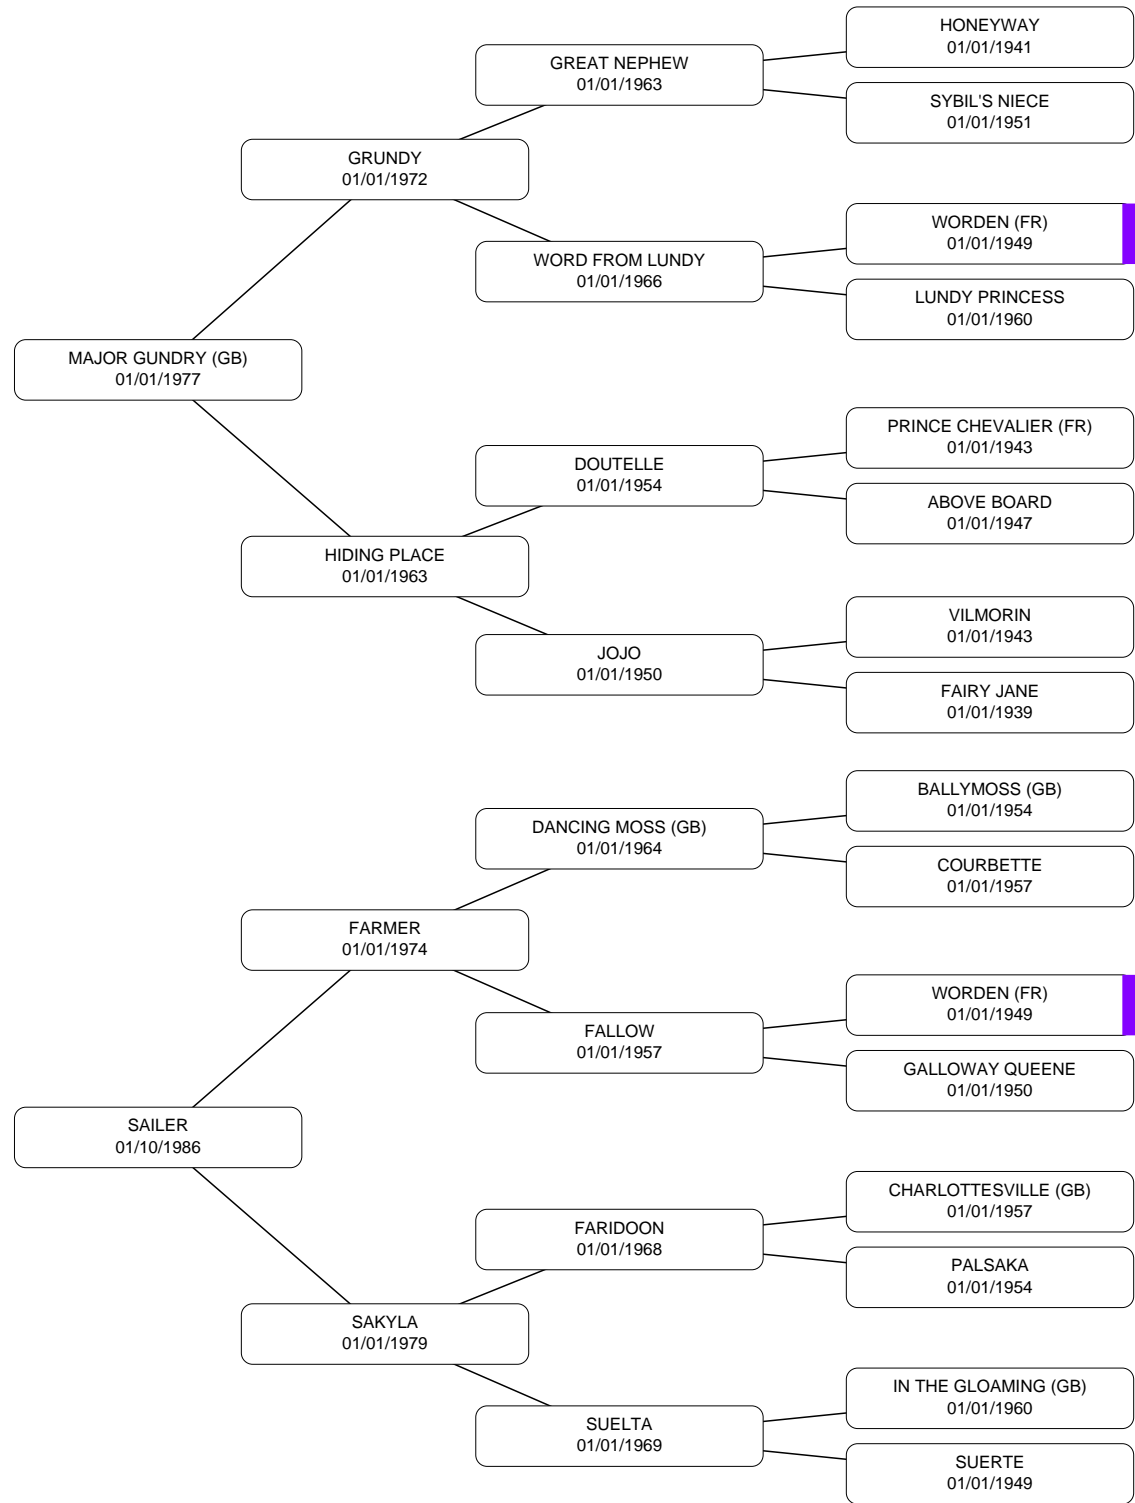 HONEYWAY
01/01/1941
GREAT NEPHEW
01/01/1963
SYBIL'S NIECE
01/01/1951
GRUNDY
01/01/1972
WORDEN (FR)
01/01/1949
WORD FROM LUNDY
01/01/1966
LUNDY PRINCESS
01/01/1960
MAJOR GUNDRY (GB)
01/01/1977
PRINCE CHEVALIER (FR)
01/01/1943
DOUTELLE
01/01/1954
ABOVE BOARD
01/01/1947
HIDING PLACE
01/01/1963
VILMORIN
01/01/1943
JOJO
01/01/1950
FAIRY JANE
01/01/1939
BALLYMOSS (GB)
01/01/1954
DANCING MOSS (GB)
01/01/1964
COURBETTE
01/01/1957
FARMER
01/01/1974
WORDEN (FR)
01/01/1949
FALLOW
01/01/1957
GALLOWAY QUEENE
01/01/1950
SAILER
01/10/1986
CHARLOTTESVILLE (GB)
01/01/1957
FARIDOON
01/01/1968
PALSAKA
01/01/1954
SAKYLA
01/01/1979
IN THE GLOAMING (GB)
01/01/1960
SUELTA
01/01/1969
SUERTE
01/01/1949